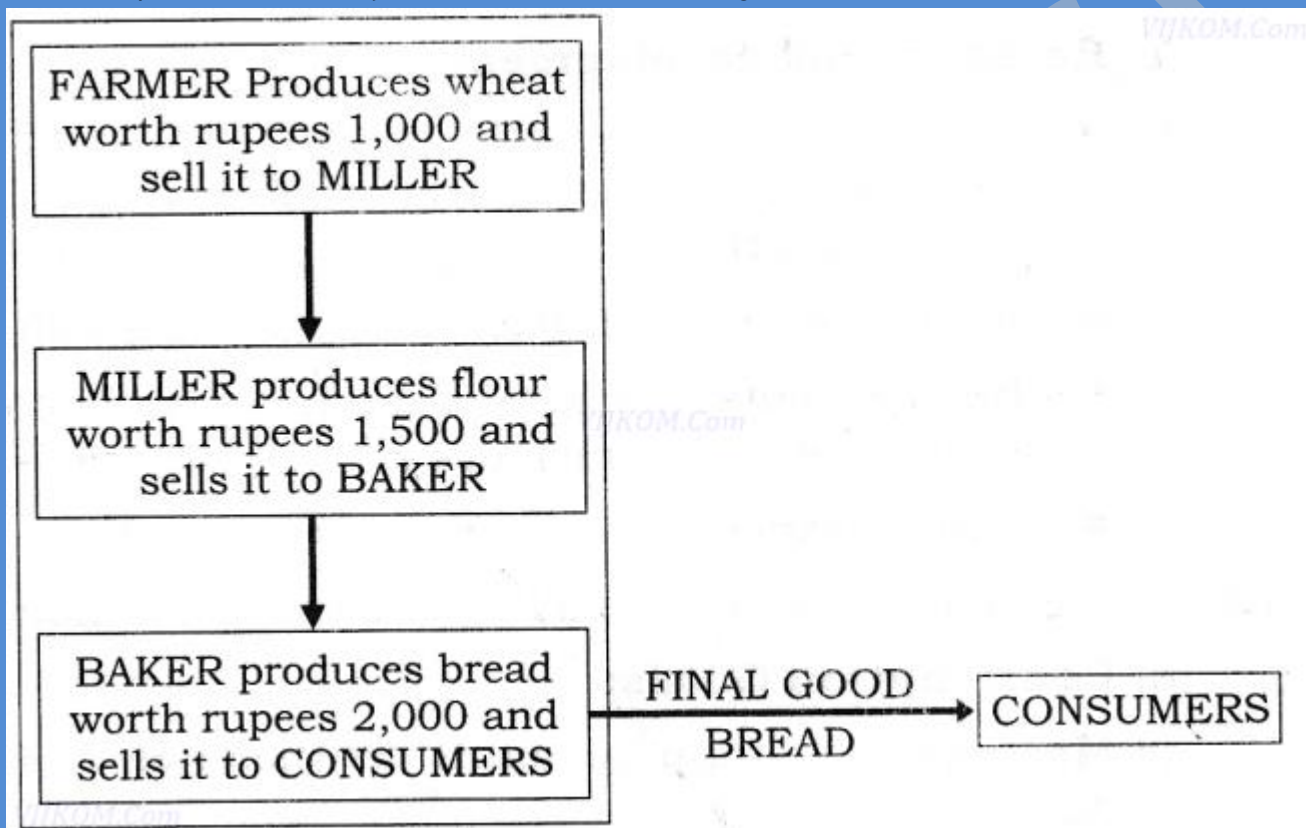 VIJKOM.Com
FARMER Produces wheat
worth rupees 1,000 and
sell it to MILLER
MILLER produces flour
worth rupees 1,500 and
sells it to BAKER
VIJKOM.Com
BAKER produces bread
worth rupees 2,000 and
sells it to CONSUMERS
FINAL GOOD
BREAD
CONSUMERS
VIJKOM.Com